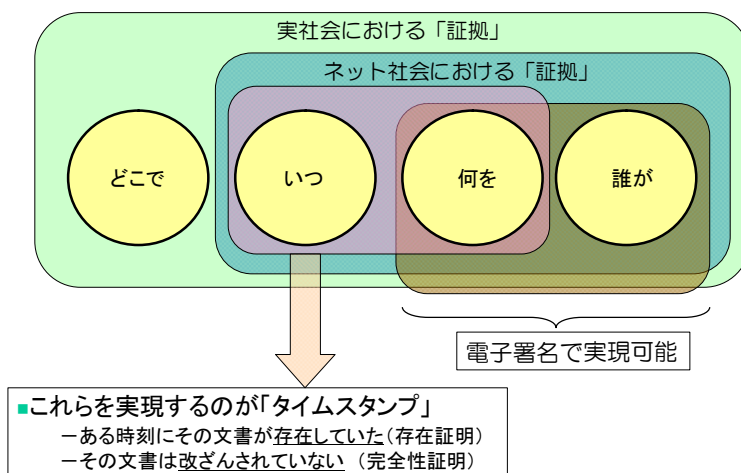 実社会における「証拠」
ネット社会における「証拠」
どこで
いつ
何を
誰が
電子署名で実現可能
■これらを実現するのが「タイムスタンプ」
－ある時刻にその文書が存在していた(存在証明)
－その文書は改ざんされていない (完全性証明)